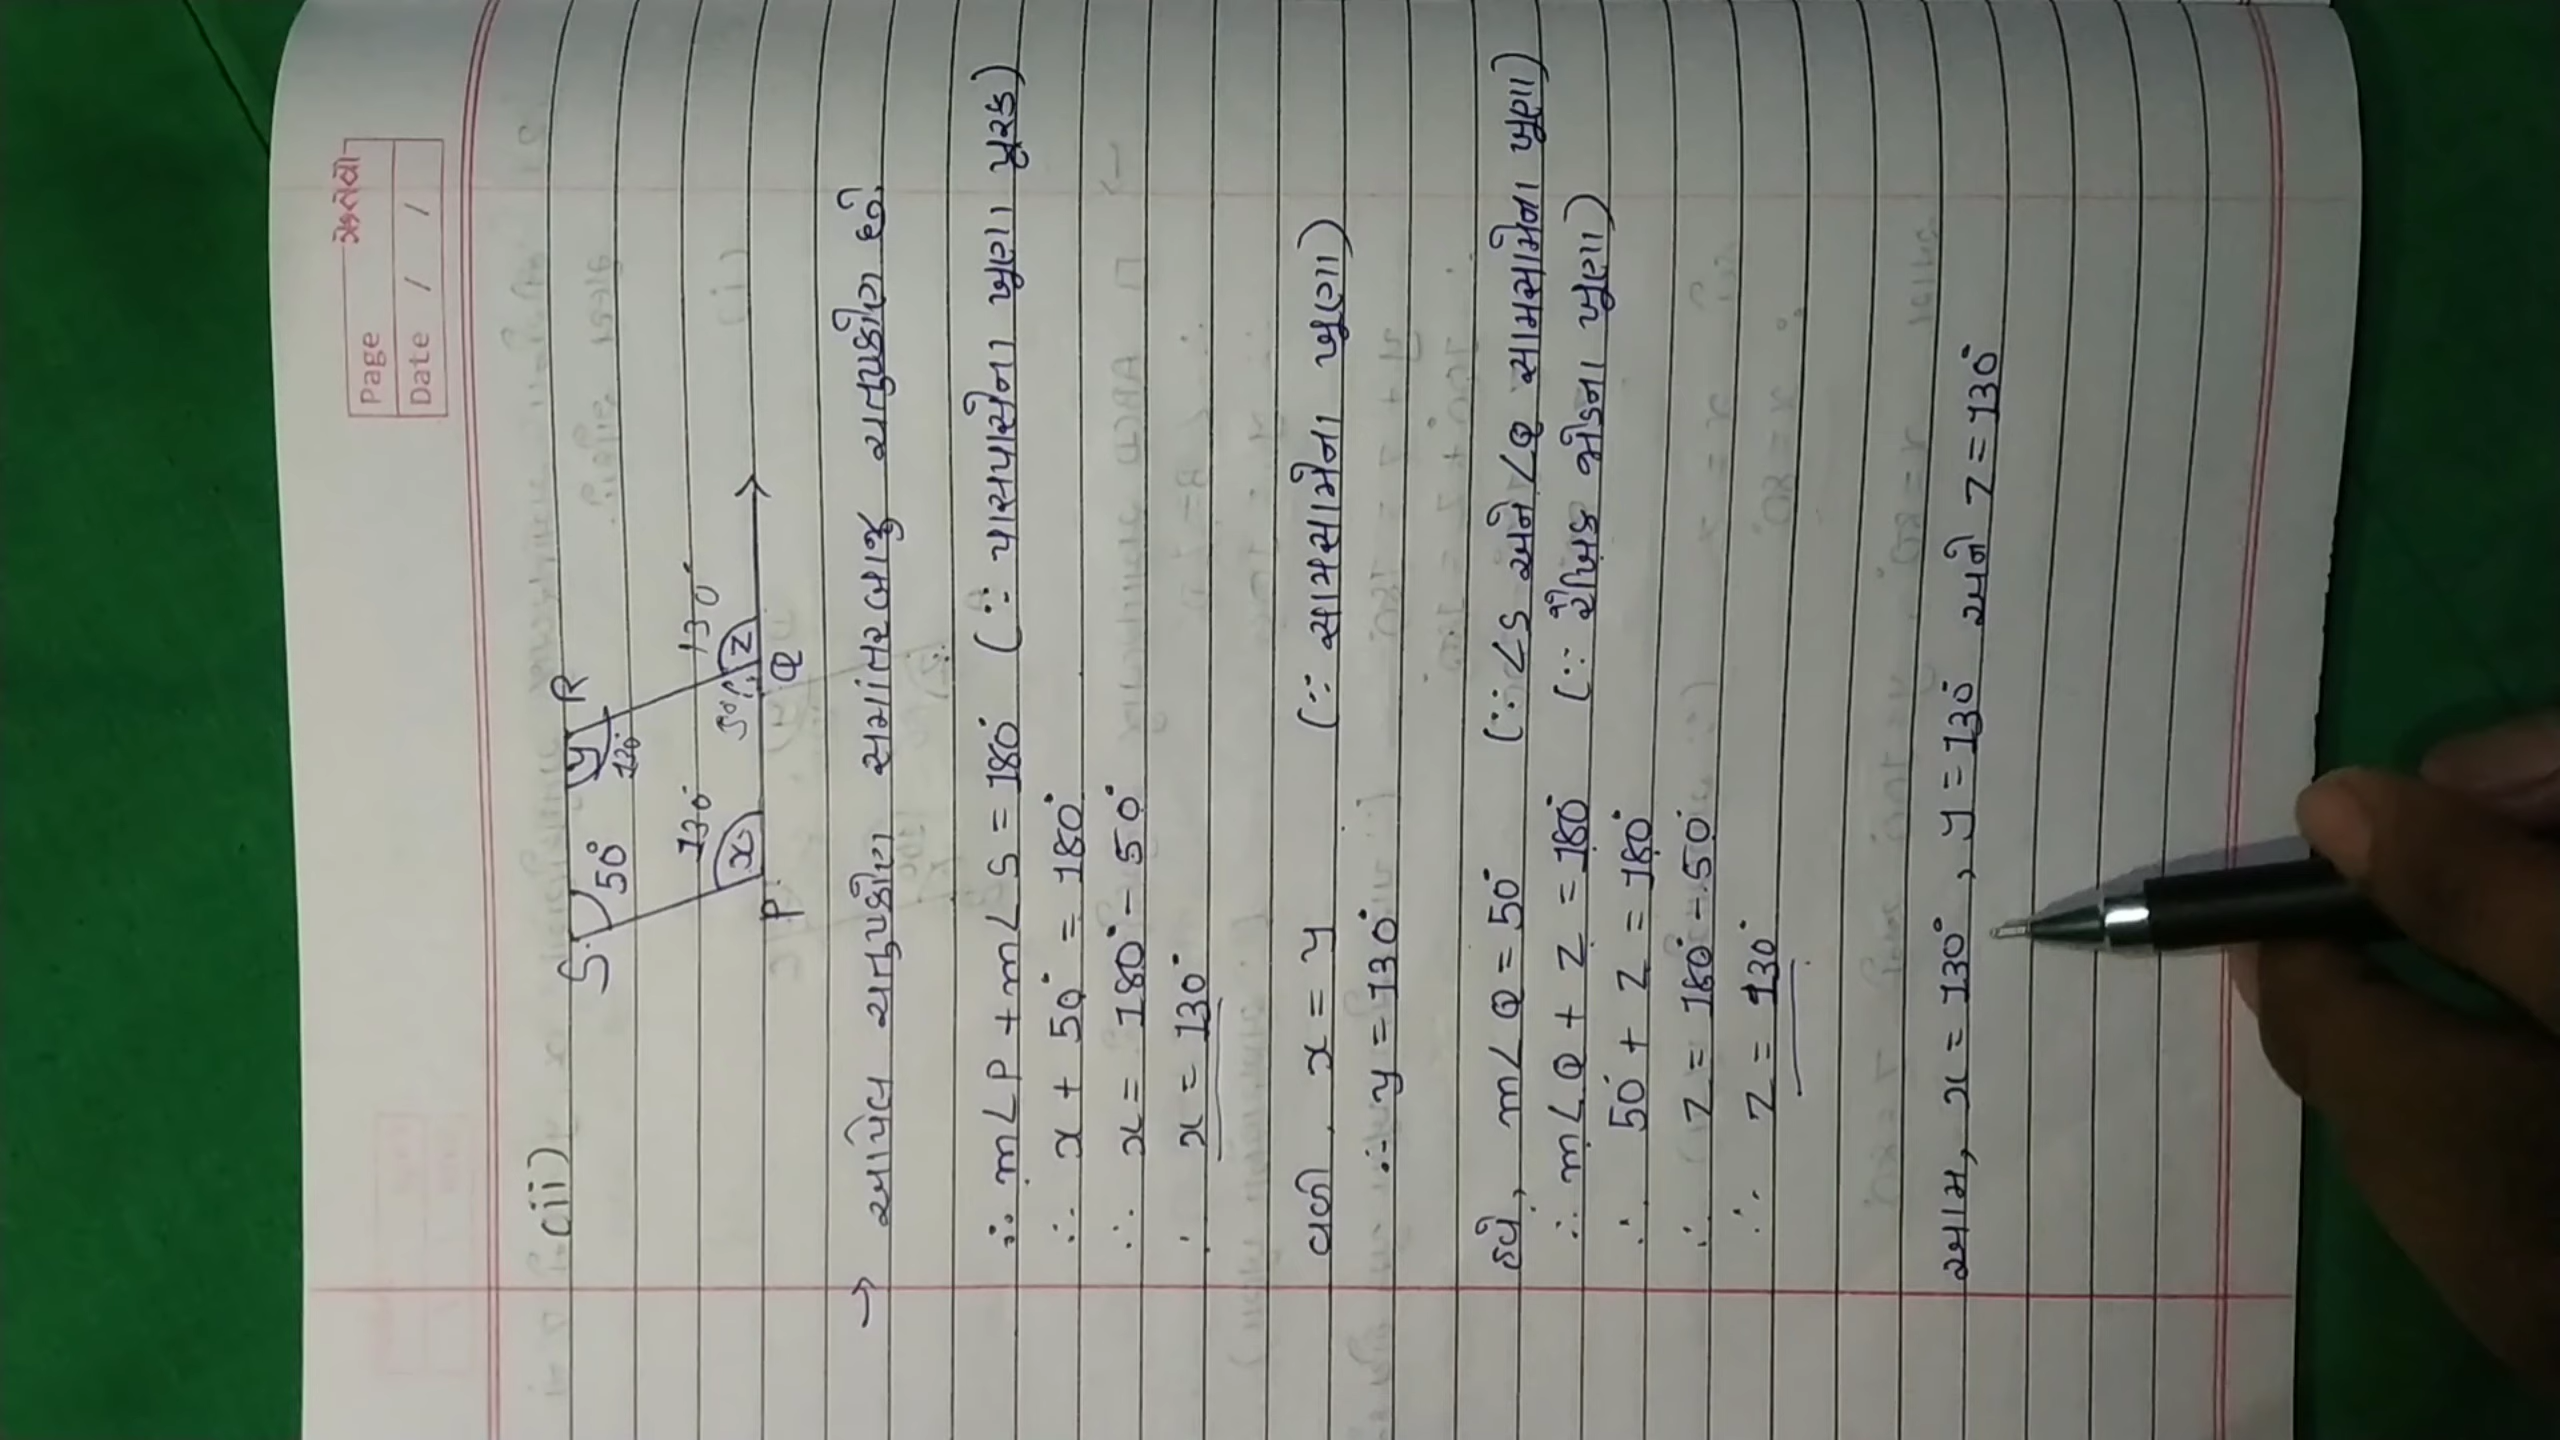 Page
Date / /
(ii)
S R
50° y
130°
130° 50° 130°
x z
P Q
→ આપેલ ચતુષ્કોણ સમાંતરબાજુ ચતુષ્કોણ છે.
∴ m∠P + m∠S = 180° (∵ પાસપાસેના ખૂણા પૂરક)
∴ x + 50° = 180°
∴ x = 180° - 50°
∴ x = 130°
વળી, x = y (∵ સામસામેના ખૂણા)
∴ y = 130°
હવે, m∠Q = 50° (∵ ∠S અને ∠Q સામસામેના ખૂણા)
∴ m∠Q + z = 180° (∵ રૈખિક જોડના ખૂણા)
∴ 50° + z = 180°
∴ z = 180° - 50°
∴ z = 130°
આમ, x = 130°, y = 130° અને z = 130°